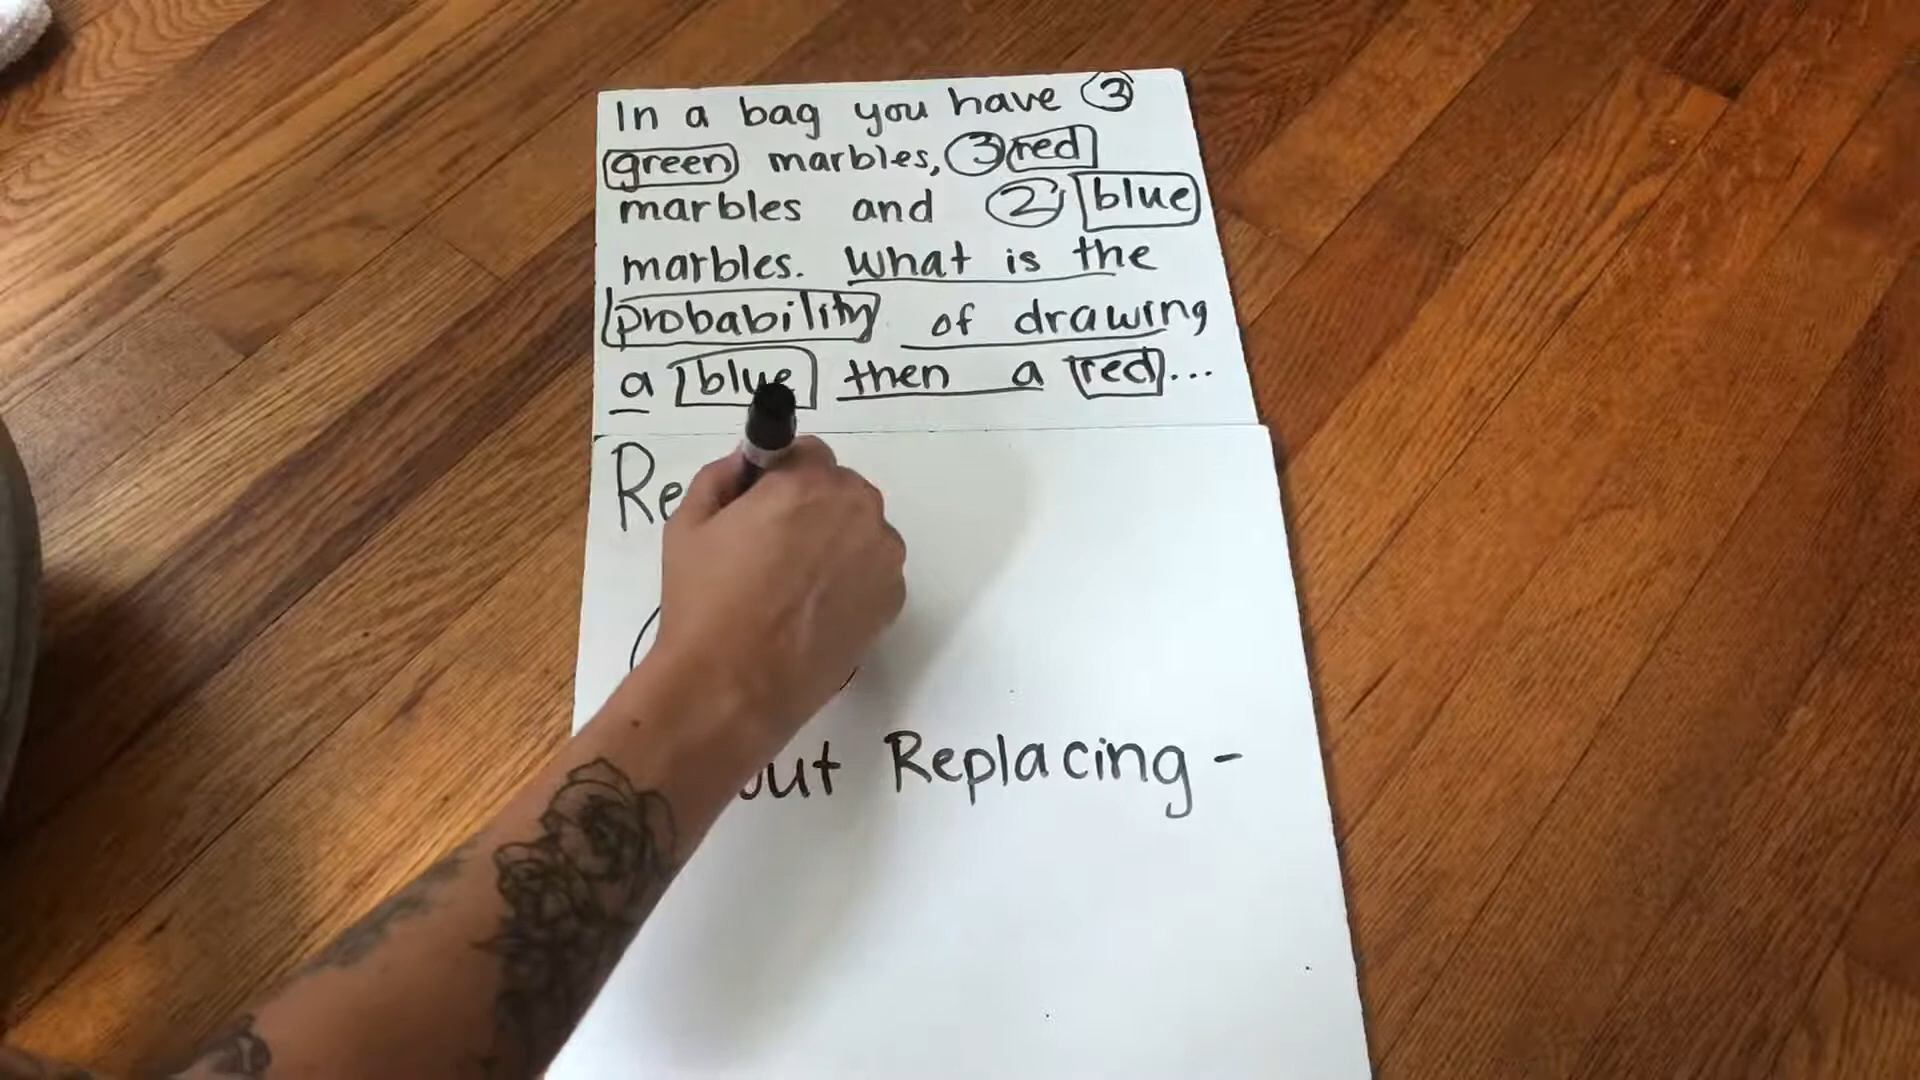 In a bag you have 3
green marbles, 3 red
marbles and 2 blue
marbles. What is the
probability of drawing
a blue then a red...
Replacing -